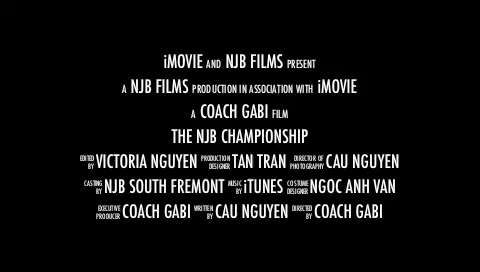 iMOVIE AND NJB FILMS PRESENT
A NJB FILMS PRODUCTION IN ASSOCIATION WITH iMOVIE
A COACH GABI FILM
THE NJB CHAMPIONSHIP
EDITED BY VICTORIA NGUYEN PRODUCTION DESIGNER TAN TRAN DIRECTOR OF PHOTOGRAPHY CAU NGUYEN
CASTING BY NJB SOUTH FREMONT MUSIC BY iTUNES COSTUME DESIGNER NGOC ANH VAN
EXECUTIVE PRODUCER COACH GABI WRITTEN BY CAU NGUYEN DIRECTED BY COACH GABI